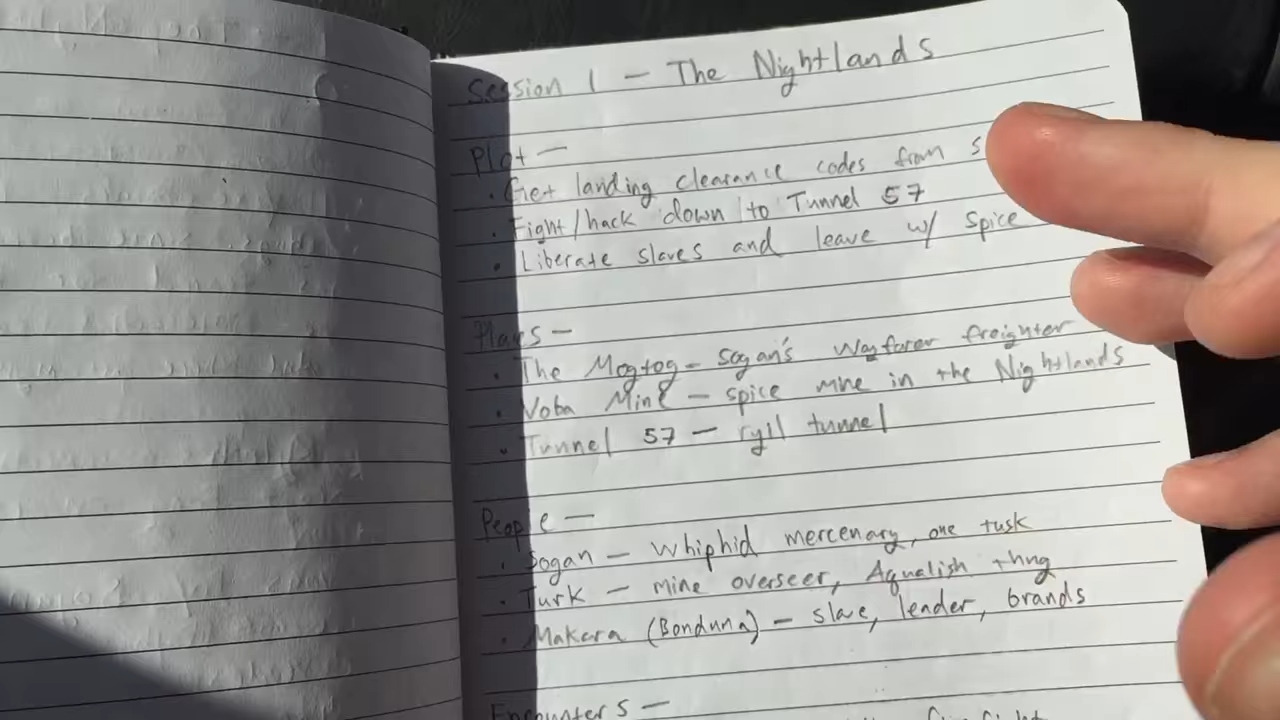 Session 1 — The Nightlands
Plot —
· Get landing clearance codes from S
· Fight/hack down to Tunnel 57
· Liberate slaves and leave w/ spice
· The Mogtog - Sogan's Wayfarer freighter
· Voba Mine — spice mine in the Nightlands
· Tunnel 57 — ryll tunnel
People —
· Sogan — Whiphid mercenary, one tusk
· Turk — mine overseer, Aqualish thug
· Makara (Bonduna) — slave, leader, brands
Encounters —